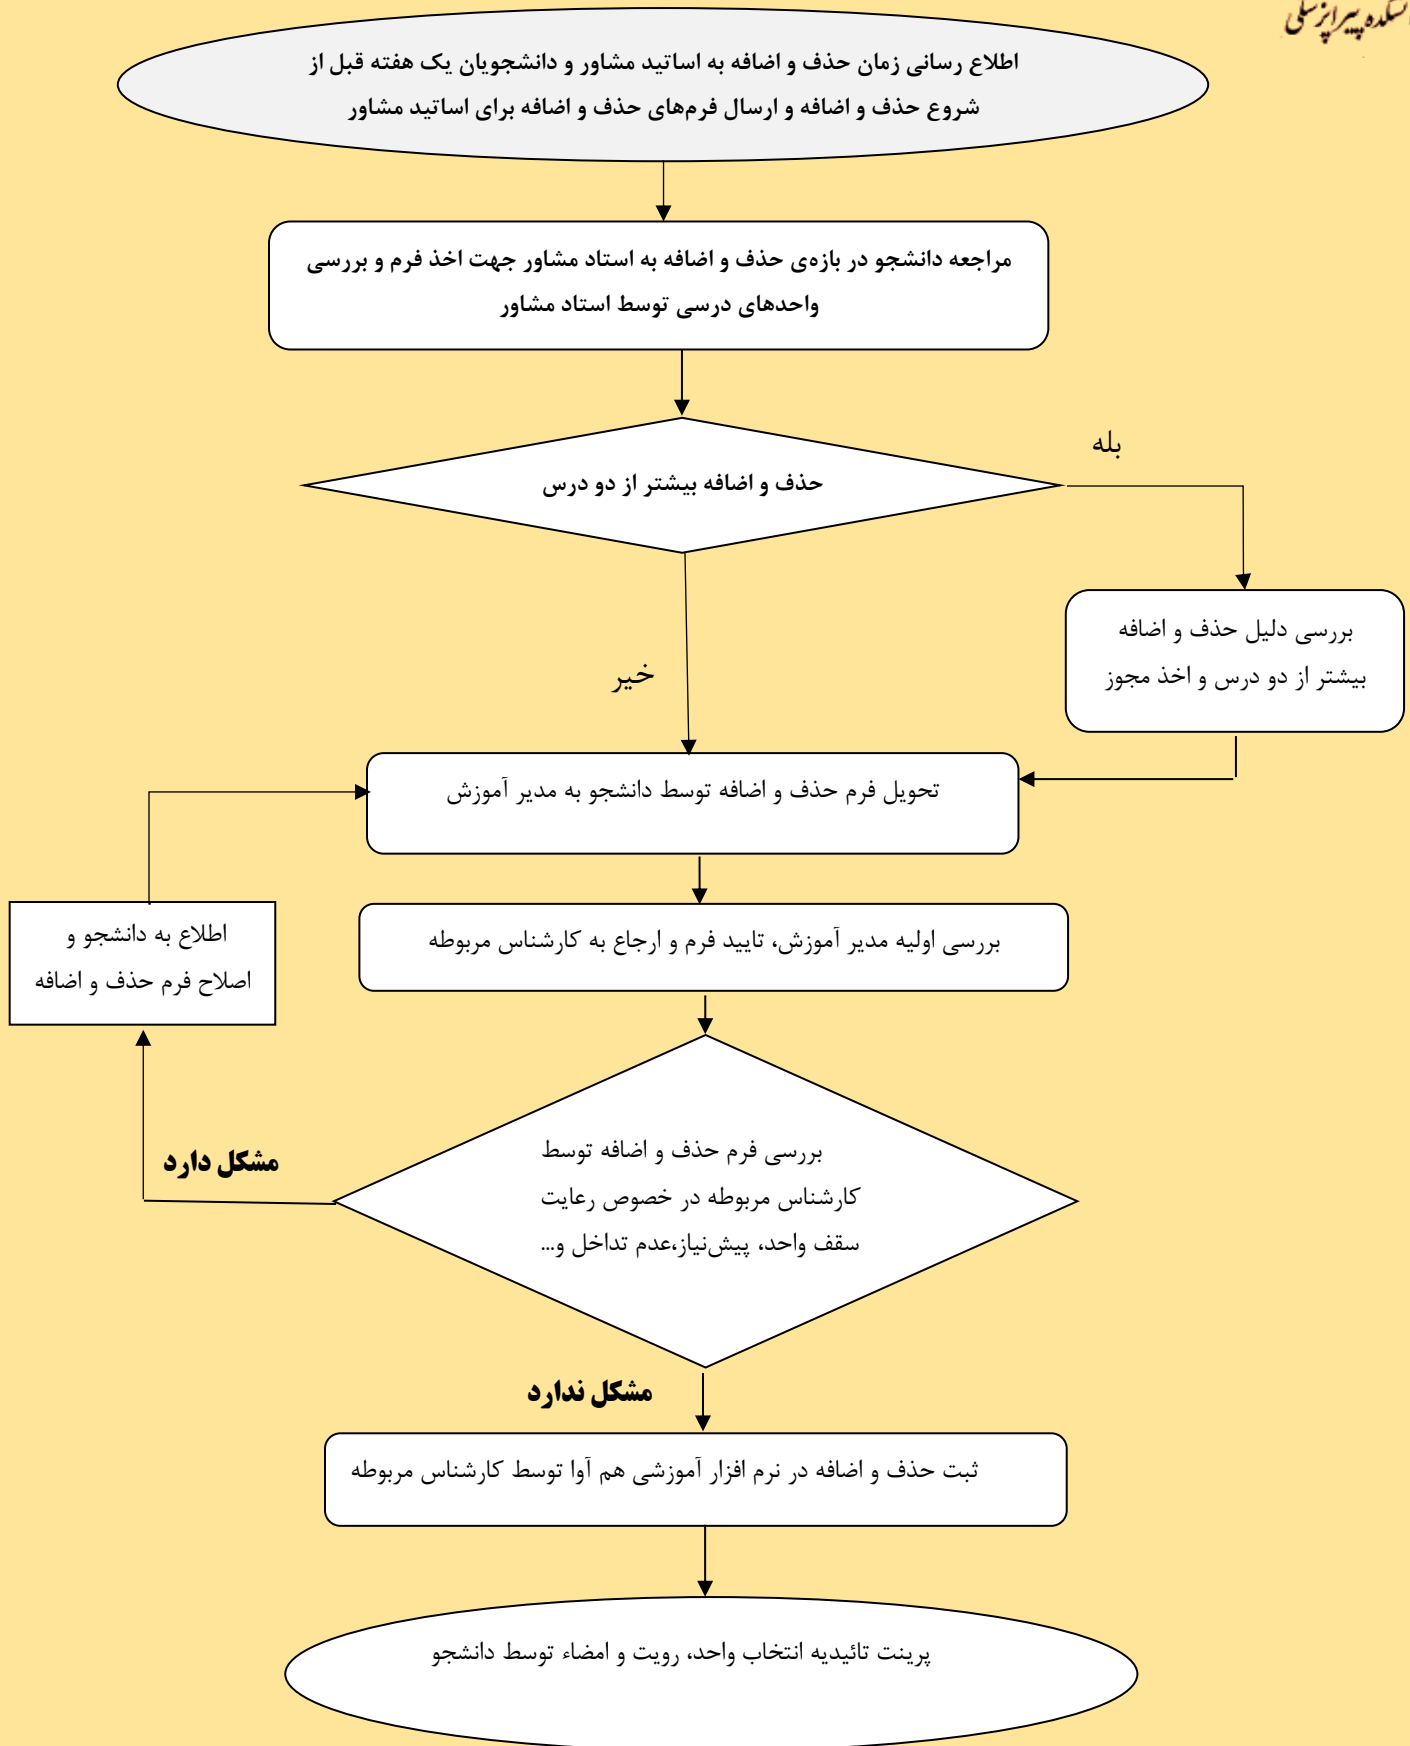 پیراپزشکی
اطلاع رسانی زمان حذف و اضافه به اساتید مشاور و دانشجویان یک هفته قبل از
شروع حذف و اضافه و ارسال فرم‌های حذف و اضافه برای اساتید مشاور
مراجعه دانشجو در بازه‌ی حذف و اضافه به استاد مشاور جهت اخذ فرم و بررسی
واحدهای درسی توسط استاد مشاور
بله
حذف و اضافه بیشتر از دو درس
بررسی دلیل حذف و اضافه
بیشتر از دو درس و اخذ مجوز
خیر
تحویل فرم حذف و اضافه توسط دانشجو به مدیر آموزش
بررسی اولیه مدیر آموزش، تایید فرم و ارجاع به کارشناس مربوطه
اطلاع به دانشجو و
اصلاح فرم حذف و اضافه
بررسی فرم حذف و اضافه توسط
کارشناس مربوطه در خصوص رعایت
سقف واحد، پیش‌نیاز،عدم تداخل و...
مشکل دارد
مشکل ندارد
ثبت حذف و اضافه در نرم افزار آموزشی هم آوا توسط کارشناس مربوطه
پرینت تائیدیه انتخاب واحد، رویت و امضاء توسط دانشجو